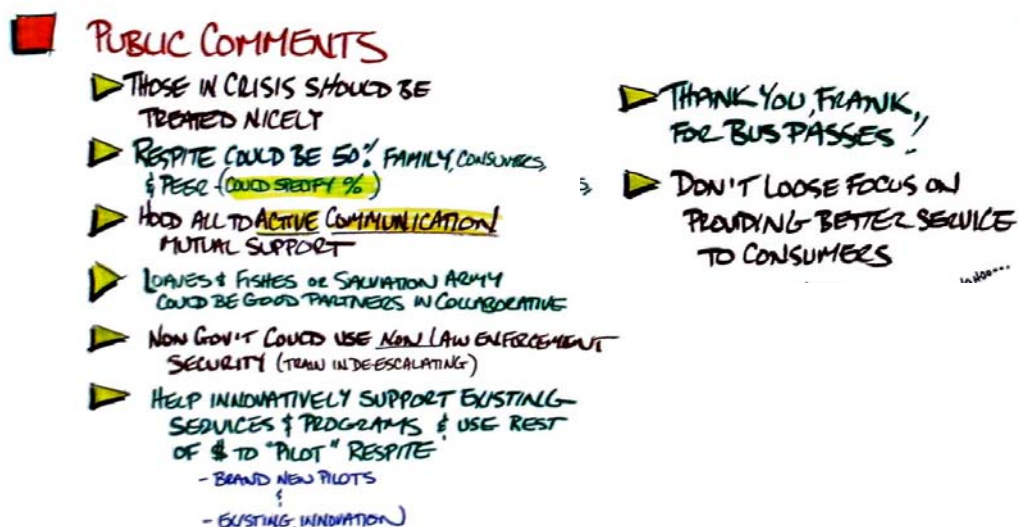 PUBLIC COMMENTS
THOSE IN CRISIS SHOULD BE
TREATED NICELY
RESPITE COULD BE 50% FAMILY, CONSUMERS,
& PEER - (COULD SPECIFY %)
HOLD ALL TO ACTIVE COMMUNICATION
MUTUAL SUPPORT
LOAVES & FISHES OR SALVATION ARMY
COULD BE GOOD PARTNERS IN COLLABORATIVE
NON GOV'T COULD USE NON LAW ENFORCEMENT
SECURITY (TRAIN IN DE-ESCALATING)
HELP INNOVATIVELY SUPPORT EXISTING
SERVICES & PROGRAMS & USE REST
OF $ TO "PILOT" RESPITE
- BRAND NEW PILOTS
&
- EXISTING INNOVATION
THANK YOU, FRANK,
FOR BUS PASSES!
DON'T LOOSE FOCUS ON
PROVIDING BETTER SERVICE
TO CONSUMERS